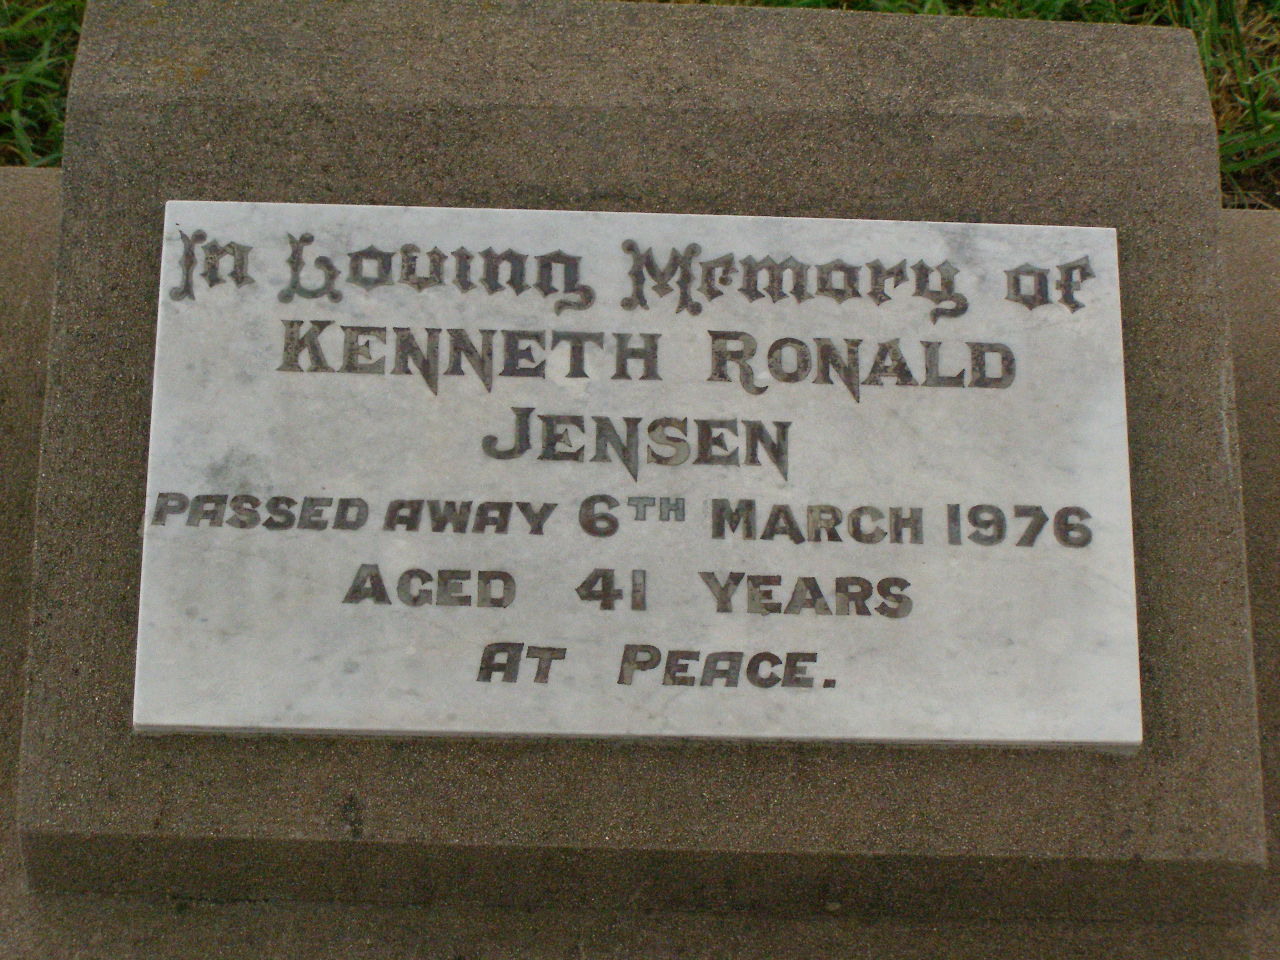 In Loving Memory of
KENNETH RONALD
JENSEN
PASSED AWAY 6TH MARCH 1976
AGED 41 YEARS
AT PEACE.